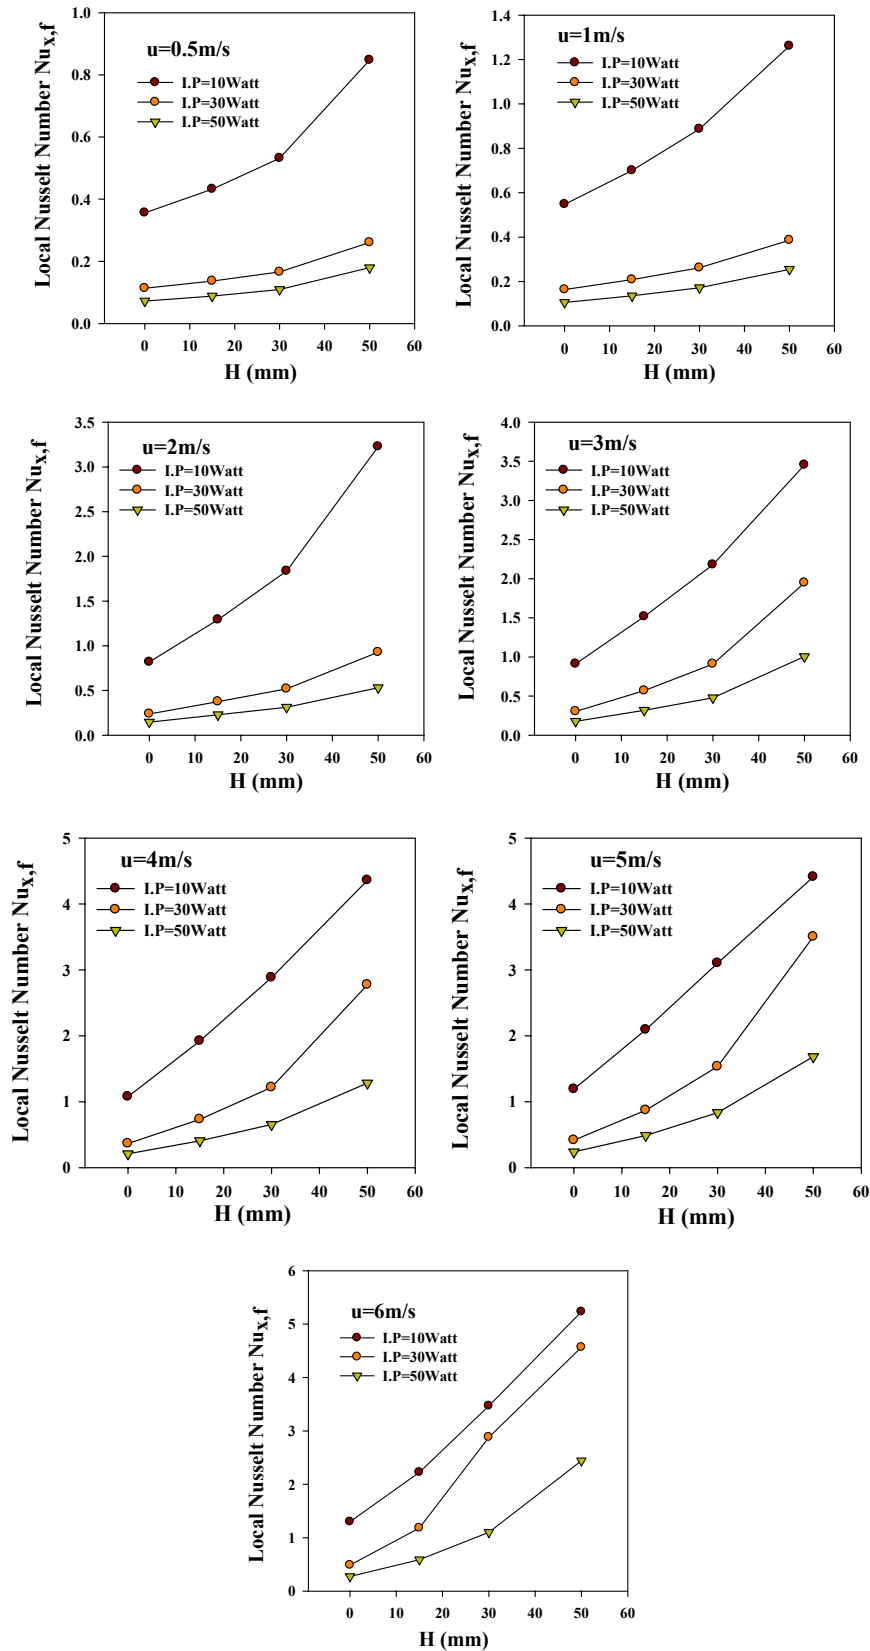 u=0.5m/s
I.P=10Watt
I.P=30Watt
I.P=50Watt
Local Nusselt Number Nux,f
1.0
0.8
0.6
0.4
0.2
0.0
0 10 20 30 40 50 60
H (mm)
u=1m/s
I.P=10Watt
I.P=30Watt
I.P=50Watt
Local Nusselt Number Nux,f
1.4
1.2
1.0
0.8
0.6
0.4
0.2
0.0
0 10 20 30 40 50 60
H (mm)
u=2m/s
I.P=10Watt
I.P=30Watt
I.P=50Watt
Local Nusselt Number Nux,f
3.5
3.0
2.5
2.0
1.5
1.0
0.5
0.0
0 10 20 30 40 50 60
H (mm)
u=3m/s
I.P=10Watt
I.P=30Watt
I.P=50Watt
Local Nusselt Number Nux,f
4.0
3.5
3.0
2.5
2.0
1.5
1.0
0.5
0.0
0 10 20 30 40 50 60
H (mm)
u=4m/s
I.P=10Watt
I.P=30Watt
I.P=50Watt
Local Nusselt Number Nux,f
5
4
3
2
1
0
0 10 20 30 40 50 60
H (mm)
u=5m/s
I.P=10Watt
I.P=30Watt
I.P=50Watt
Local Nusselt Number Nux,f
5
4
3
2
1
0
0 10 20 30 40 50 60
H (mm)
u=6m/s
I.P=10Watt
I.P=30Watt
I.P=50Watt
Local Nusselt Number Nux,f
6
5
4
3
2
1
0
0 10 20 30 40 50 60
H (mm)